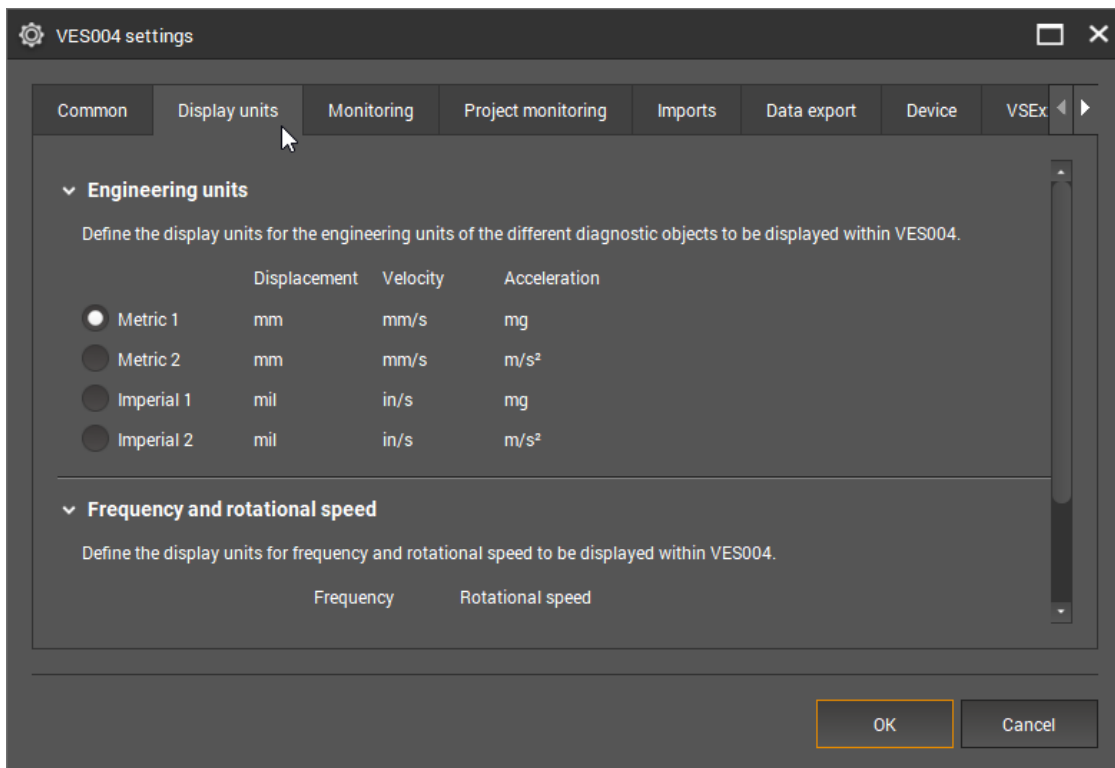 VES004 settings
Common Display units Monitoring Project monitoring Imports Data export Device VSEx
Engineering units
Define the display units for the engineering units of the different diagnostic objects to be displayed within VES004.
Displacement Velocity Acceleration
Metric 1 mm mm/s mg
Metric 2 mm mm/s m/s²
Imperial 1 mil in/s mg
Imperial 2 mil in/s m/s²
Frequency and rotational speed
Define the display units for frequency and rotational speed to be displayed within VES004.
Frequency Rotational speed
OK Cancel